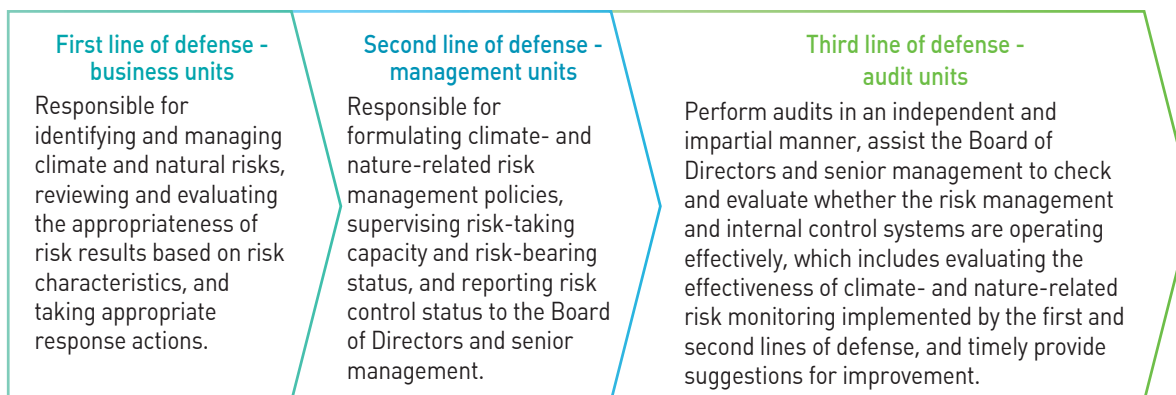 First line of defense -
business units
Responsible for
identifying and managing
climate and natural risks,
reviewing and evaluating
the appropriateness of
risk results based on risk
characteristics, and
taking appropriate
response actions.
Second line of defense -
management units
Responsible for
formulating climate- and
nature-related risk
management policies,
supervising risk-taking
capacity and risk-bearing
status, and reporting risk
control status to the Board
of Directors and senior
management.
Third line of defense -
audit units
Perform audits in an independent and
impartial manner, assist the Board of
Directors and senior management to check
and evaluate whether the risk management
and internal control systems are operating
effectively, which includes evaluating the
effectiveness of climate- and nature-related
risk monitoring implemented by the first and
second lines of defense, and timely provide
suggestions for improvement.